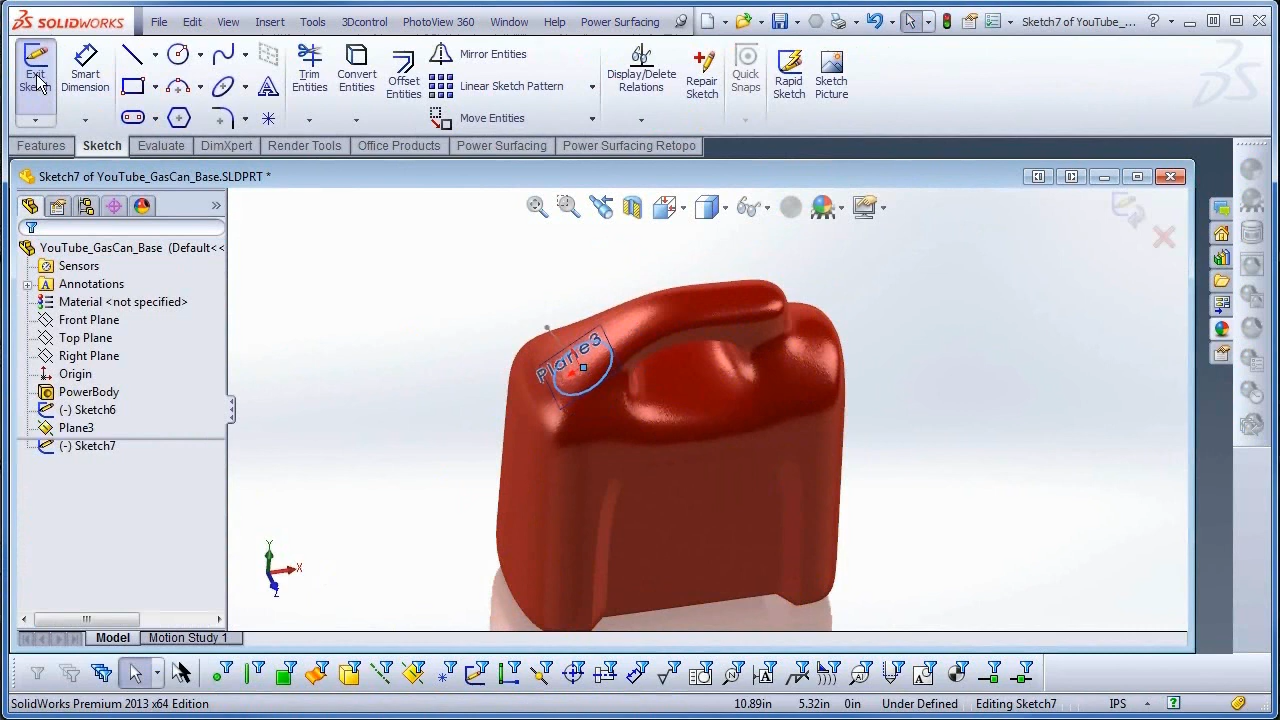 SOLIDWORKS File Edit View Insert Tools 3Dcontrol PhotoView 360 Window Help Power Surfacing Sketch7 of YouTube_...
Exit Sketch
Smart Dimension
Trim Entities
Convert Entities
Offset Entities
Mirror Entities
Linear Sketch Pattern
Move Entities
Display/Delete Relations
Repair Sketch
Quick Snaps
Rapid Sketch
Sketch Picture
Features Sketch Evaluate DimXpert Render Tools Office Products Power Surfacing Power Surfacing Retopo
Sketch7 of YouTube_GasCan_Base.SLDPRT *
YouTube_GasCan_Base (Default<<
Sensors
Annotations
Material <not specified>
Front Plane
Top Plane
Right Plane
Origin
PowerBody
(-) Sketch6
Plane3
(-) Sketch7
Plane3
Y
X
Z
Model Motion Study 1
SolidWorks Premium 2013 x64 Edition 10.89in 5.32in 0in Under Defined Editing Sketch7 IPS